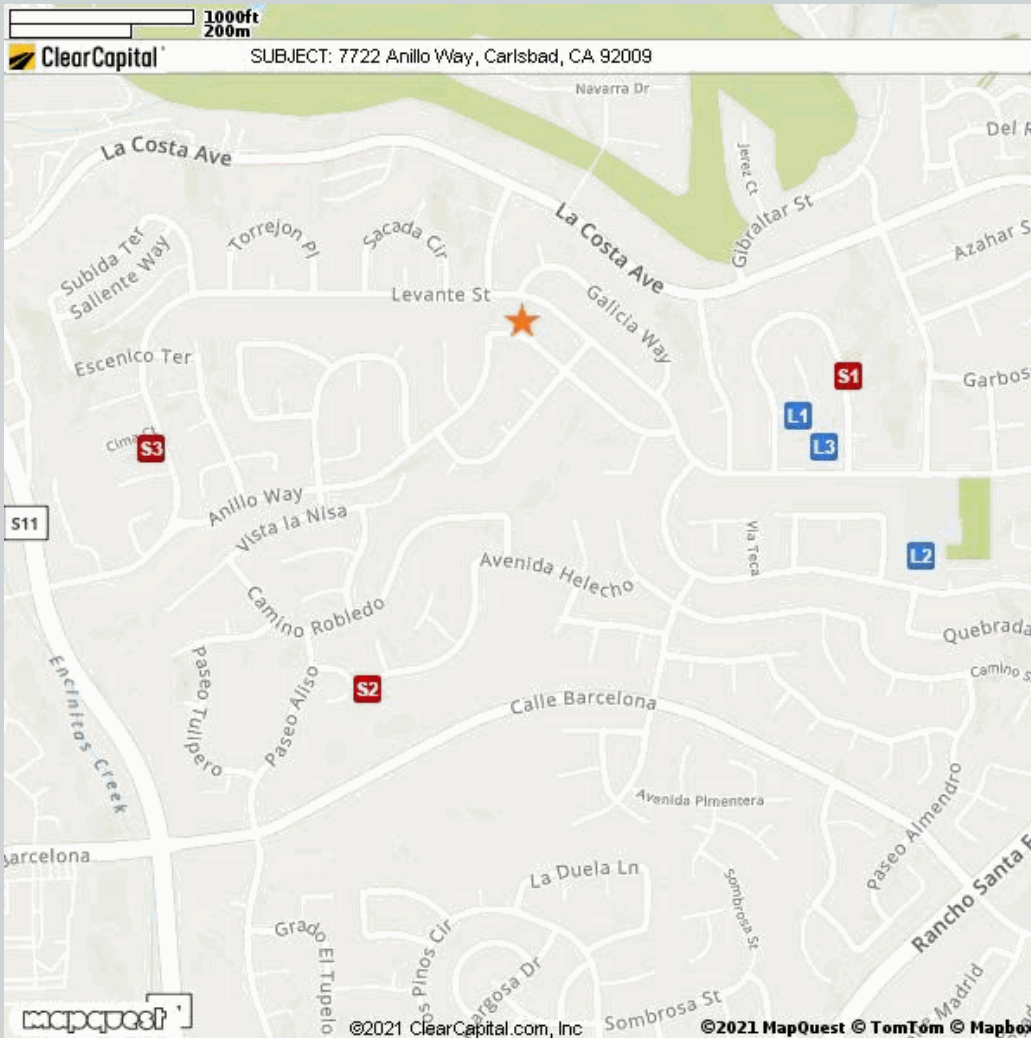 1000ft
200m
ClearCapital
SUBJECT: 7722 Anillo Way, Carlsbad, CA 92009
Navarra Dr
La Costa Ave
Del R
Jerez Ct
Gibraltar St
La Costa Ave
Subida Ter
Saliente Way
Torrejon Pl
Sacada Cir
Azahar S
Levante St
Galicia Way
Escenico Ter
S1
Garbos
L1
L3
Cima Ct
S3
Anillo Way
Vista la Nisa
S11
Via Teca
L2
Avenida Helecho
Camino Robledo
Quebrada
Camino S
Paseo Tulipero
Paseo Aliso
S2
Encinitas Creek
Calle Barcelona
Avenida Pimentera
Paseo Almendro
Barcelona
La Duela Ln
Sombrosa St
Rancho Santa F
Grado El Tupelo
os Pinos Cir
argosa Dr
Sombrosa St
Madrid
mapquest
©2021 ClearCapital.com, Inc
©2021 MapQuest © TomTom © Mapbox